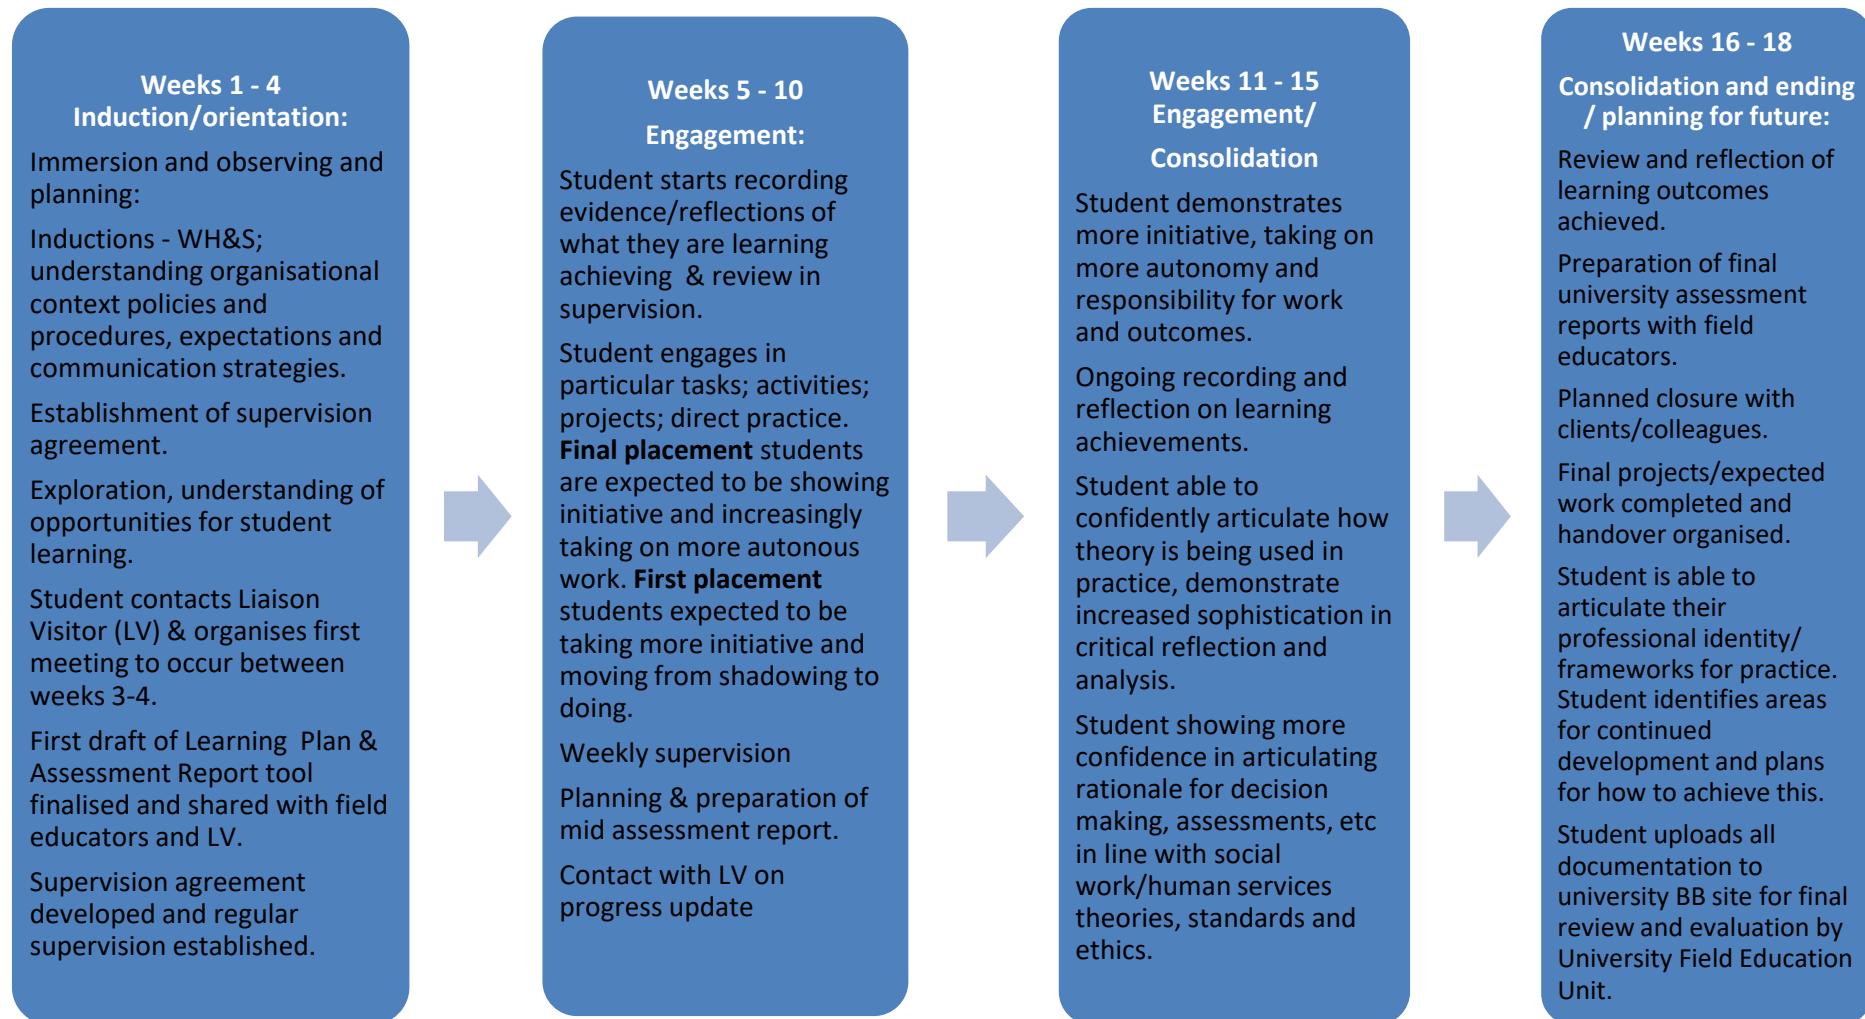 Weeks 1 - 4
Induction/orientation:
Immersion and observing and
planning:
Inductions - WH&S;
understanding organisational
context policies and
procedures, expectations and
communication strategies.
Establishment of supervision
agreement.
Exploration, understanding of
opportunities for student
learning.
Student contacts Liaison
Visitor (LV) & organises first
meeting to occur between
weeks 3-4.
First draft of Learning  Plan &
Assessment Report tool
finalised and shared with field
educators and LV.
Supervision agreement
developed and regular
supervision established.
Weeks 5 - 10
Engagement:
Student starts recording
evidence/reflections of
what they are learning
achieving  & review in
supervision.
Student engages in
particular tasks; activities;
projects; direct practice.
Final placement students
are expected to be showing
initiative and increasingly
taking on more autonous
work. First placement
students expected to be
taking more initiative and
moving from shadowing to
doing.
Weekly supervision
Planning & preparation of
mid assessment report.
Contact with LV on
progress update
Weeks 11 - 15
Engagement/
Consolidation
Student demonstrates
more initiative, taking on
more autonomy and
responsibility for work
and outcomes.
Ongoing recording and
reflection on learning
achievements.
Student able to
confidently articulate how
theory is being used in
practice, demonstrate
increased sophistication in
critical reflection and
analysis.
Student showing more
confidence in articulating
rationale for decision
making, assessments, etc
in line with social
work/human services
theories, standards and
ethics.
Weeks 16 - 18
Consolidation and ending
/ planning for future:
Review and reflection of
learning outcomes
achieved.
Preparation of final
university assessment
reports with field
educators.
Planned closure with
clients/colleagues.
Final projects/expected
work completed and
handover organised.
Student is able to
articulate their
professional identity/
frameworks for practice.
Student identifies areas
for continued
development and plans
for how to achieve this.
Student uploads all
documentation to
university BB site for final
review and evaluation by
University Field Education
Unit.